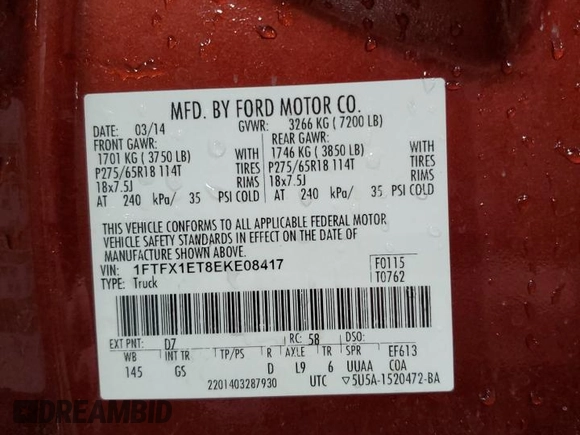 MFD. BY FORD MOTOR CO.
DATE: 03/14 GVWR: 3266 KG ( 7200 LB)
FRONT GAWR: REAR GAWR:
1701 KG ( 3750 LB) WITH 1746 KG ( 3850 LB) WITH
P275/65R18 114T TIRES P275/65R18 114T TIRES
18x7.5J RIMS 18x7.5J RIMS
AT 240 kPa/ 35 PSI COLD AT 240 kPa/ 35 PSI COLD
THIS VEHICLE CONFORMS TO ALL APPLICABLE FEDERAL MOTOR
VEHICLE SAFETY STANDARDS IN EFFECT ON THE DATE OF
MANUFACTURE SHOWN ABOVE.
VIN: 1FTFX1ET8EKE08417 F0115
TYPE: Truck T0762
EXT PNT: D7 RC: 58 DSO:
WB INT TR TP/PS R AXLE TR SPR EF613
145 GS D L9 6 UUAA COA
2201403287930 UTC ▽5U5A-1520472-BA
DREAMBID